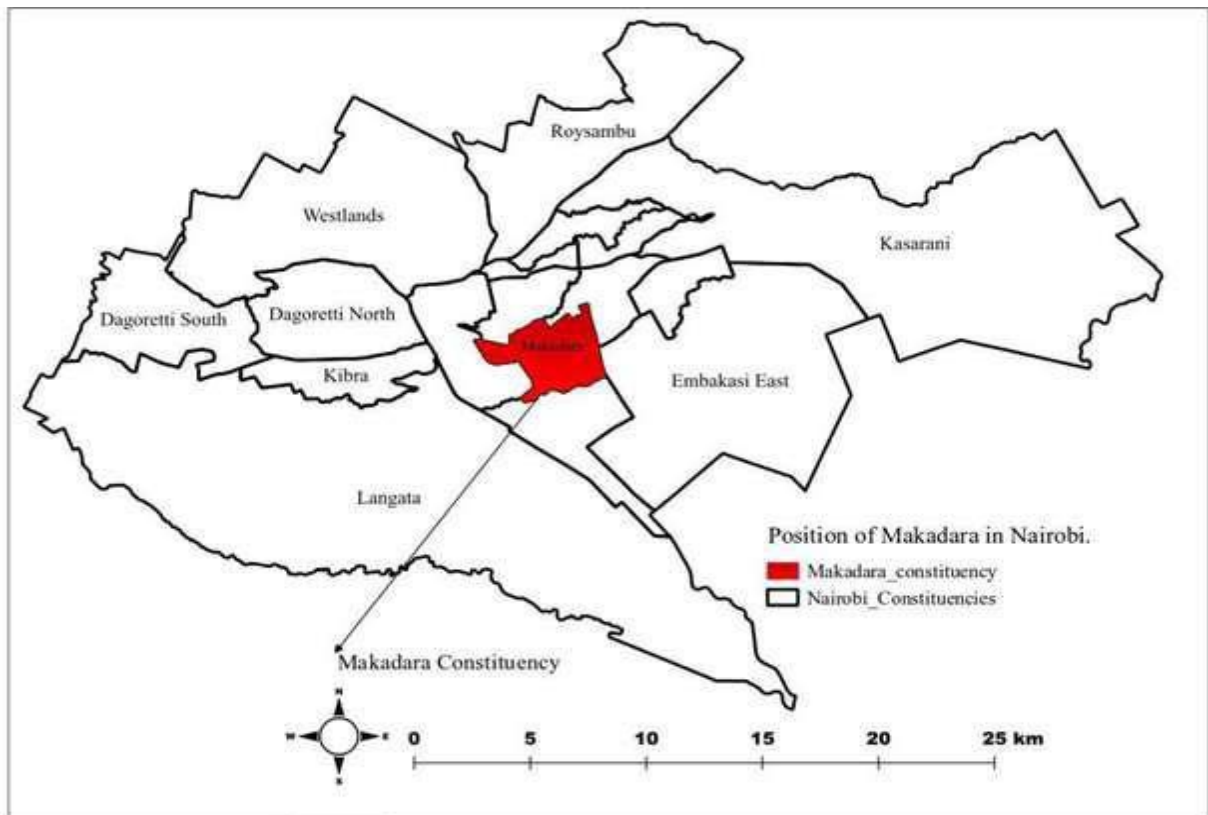 Roysambu
Westlands
Kasarani
Dagoretti South
Dagoretti North
Makadara
Kibra
Embakasi East
Langata
Position of Makadara in Nairobi.
Makadara_constituency
Nairobi_Constituencies
Makadara Constituency
N
W E
S
0 5 10 15 20 25 km